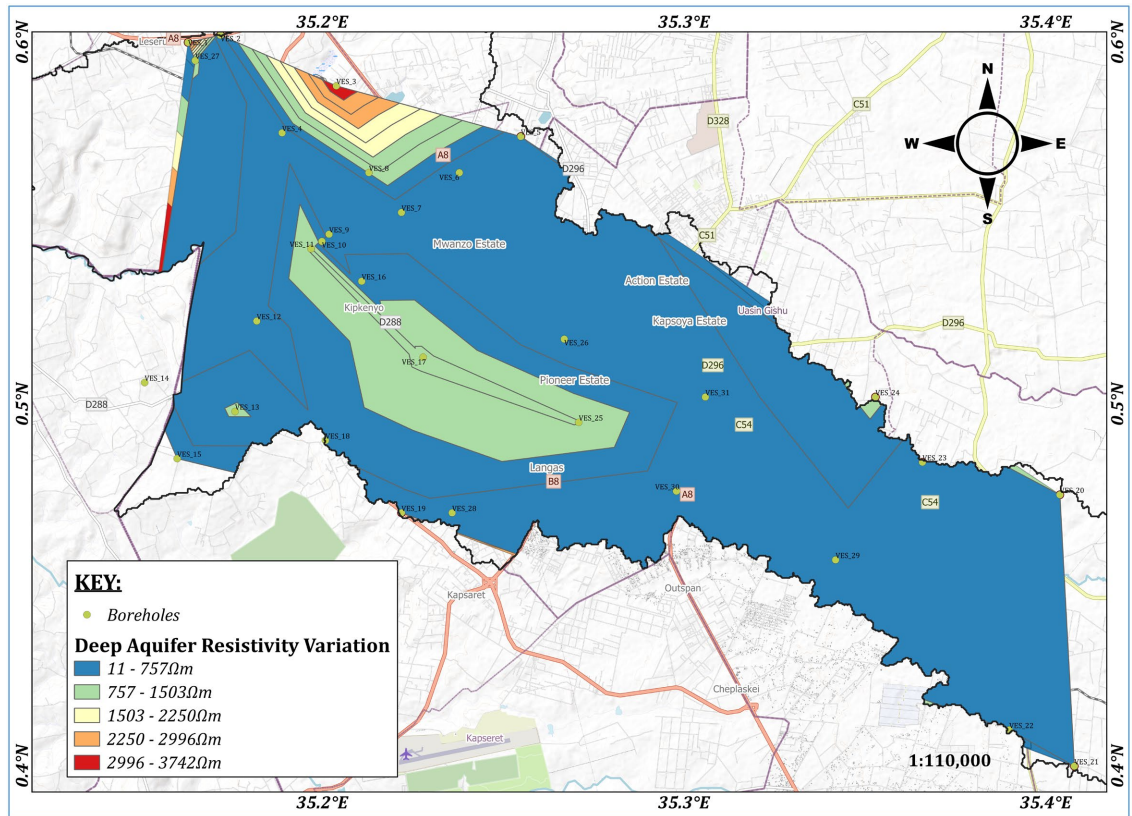 35.2°E
35.3°E
35.4°E
0.6°N
0.6°N
A8
VES_1
VES_2
VES_27
VES_3
VES_4
A8
VES_5
VES_8
VES_6
D296
D328
C51
C51
N
W
E
S
VES_7
VES_9
VES_10
VES_11
Mwanzo Estate
VES_16
Action Estate
Kipkenyo
D288
Kapsoya Estate
Uasin Gishu
D296
VES_12
VES_26
VES_17
D296
VES_14
Pioneer Estate
D288
VES_13
VES_31
VES_24
0.5°N
0.5°N
VES_25
C54
VES_18
VES_15
Langas
B8
VES_23
VES_30
A8
C54
VES_20
VES_19
VES_28
VES_29
Kapsaret
Outspan
Cheplaskei
Kapseret
VES_22
VES_21
KEY:
Boreholes
Deep Aquifer Resistivity Variation
11 - 757Ωm
757 - 1503Ωm
1503 - 2250Ωm
2250 - 2996Ωm
2996 - 3742Ωm
1:110,000
0.4°N
0.4°N
35.2°E
35.3°E
35.4°E